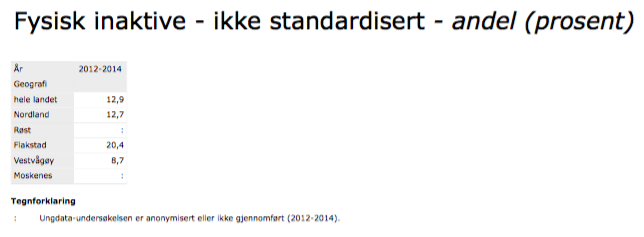 Fysisk inaktive - ikke standardisert - andel (prosent)
År 2012-2014
Geografi
hele landet 12,9
Nordland 12,7
Røst :
Flakstad 20,4
Vestvågøy 8,7
Moskenes :
Tegnforklaring
: Ungdata-undersøkelsen er anonymisert eller ikke gjennomført (2012-2014).